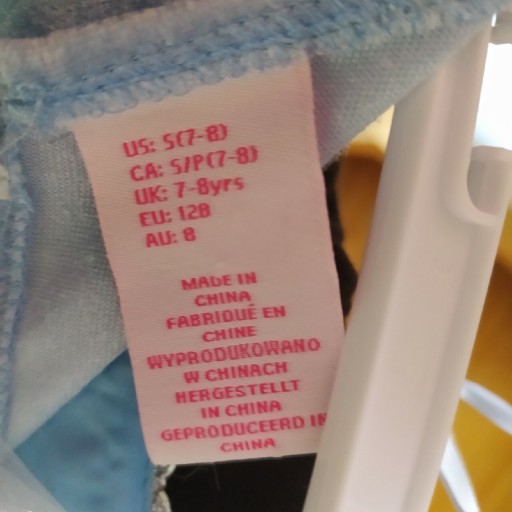 US: S(7-8)
CA: S/P(7-8)
UK: 7-8yrs
EU: 128
AU: 8
MADE IN
CHINA
FABRIQUÉ EN
CHINE
WYPRODUKOWANO
W CHINACH
HERGESTELLT
IN CHINA
GEPRODUCEERD IN
CHINA